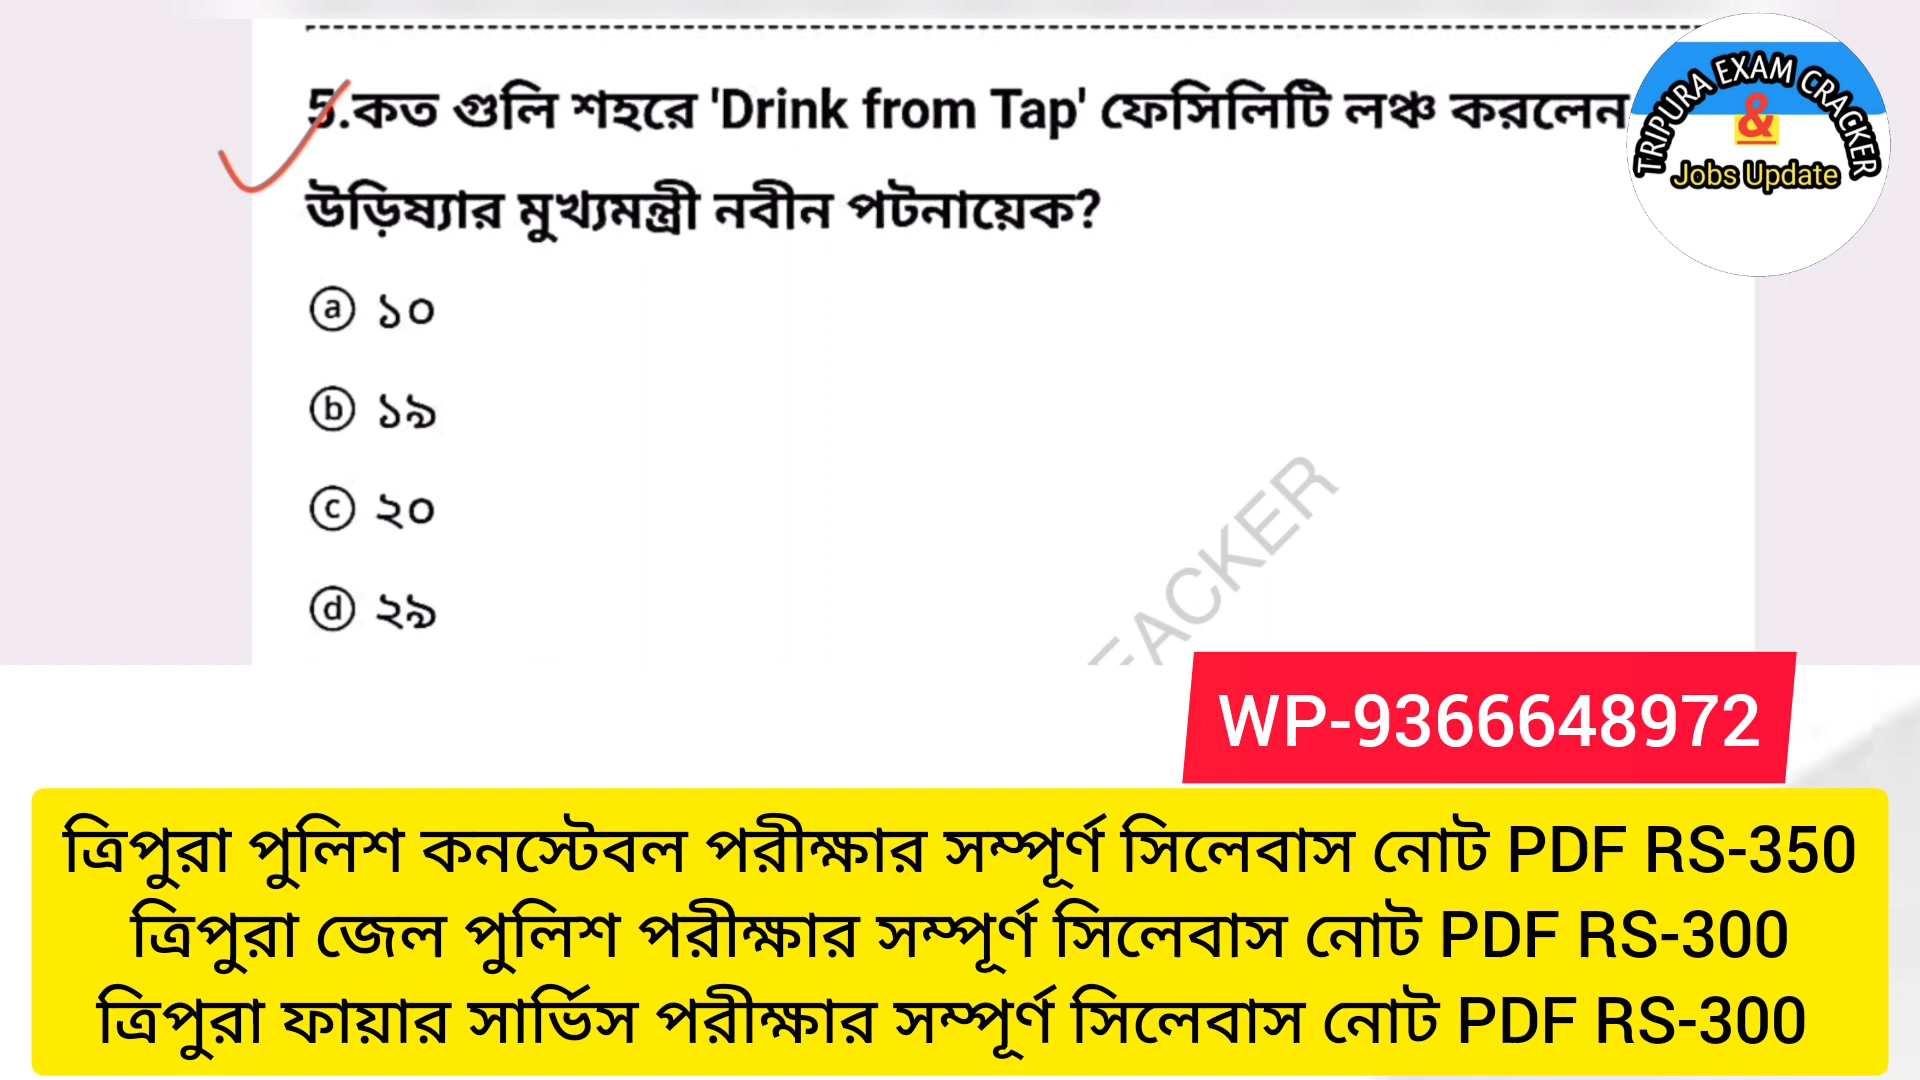 5.কত গুলি শহরে 'Drink from Tap' ফেসিলিটি লঞ্চ করলেন
উড়িষ্যার মুখ্যমন্ত্রী নবীন পটনায়েক?
ⓐ ১০
ⓑ ১৯
ⓒ ২০
ⓓ ২৯
TRIPURA EXAM CRACKER
&
Jobs Update
WP-9366648972
ত্রিপুরা পুলিশ কনস্টেবল পরীক্ষার সম্পূর্ণ সিলেবাস নোট PDF RS-350
ত্রিপুরা জেল পুলিশ পরীক্ষার সম্পূর্ণ সিলেবাস নোট PDF RS-300
ত্রিপুরা ফায়ার সার্ভিস পরীক্ষার সম্পূর্ণ সিলেবাস নোট PDF RS-300